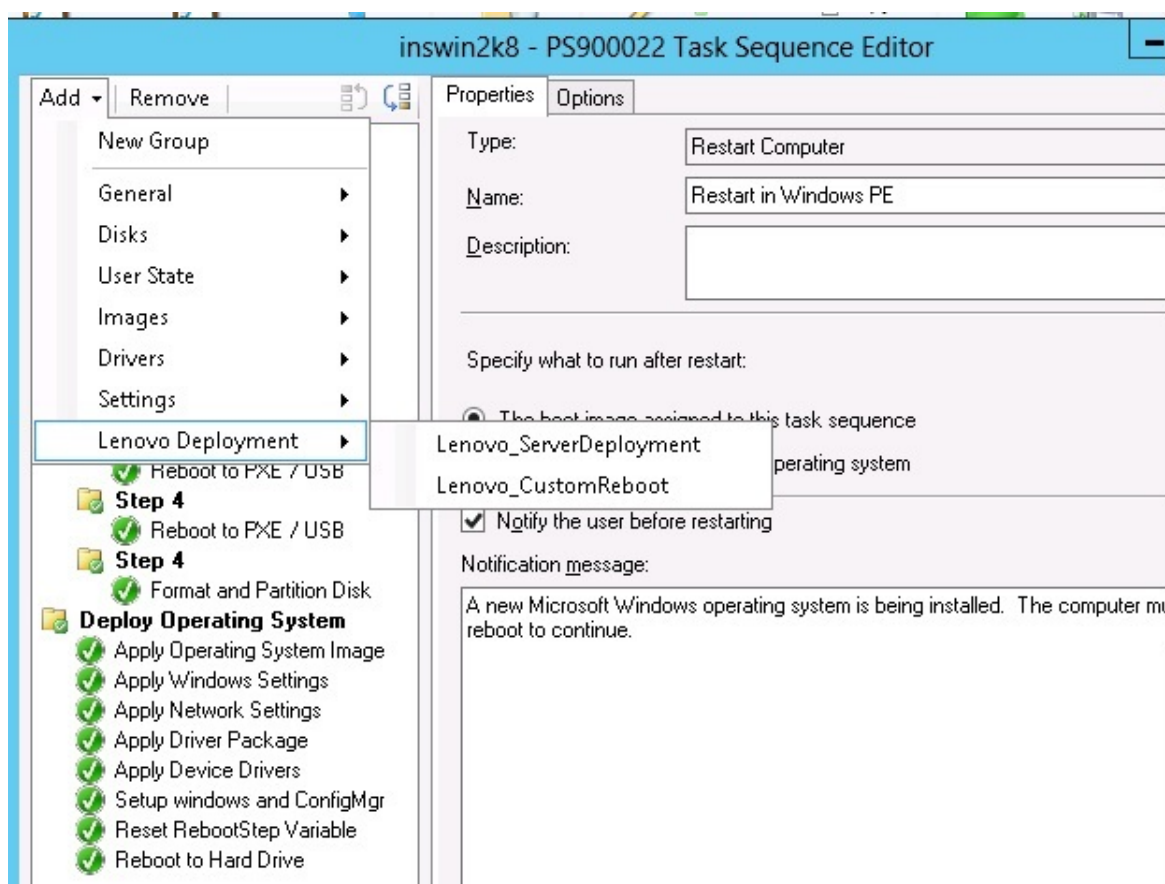 inswin2k8 - PS900022 Task Sequence Editor
Add
Remove
New Group
General
Disks
User State
Images
Drivers
Settings
Lenovo Deployment
Lenovo_ServerDeployment
Lenovo_CustomReboot
Reboot to PXE / USB
Step 4
Reboot to PXE / USB
Step 4
Format and Partition Disk
Deploy Operating System
Apply Operating System Image
Apply Windows Settings
Apply Network Settings
Apply Driver Package
Apply Device Drivers
Setup windows and ConfigMgr
Reset RebootStep Variable
Reboot to Hard Drive
Properties
Options
Type:
Restart Computer
Name:
Restart in Windows PE
Description:
Specify what to run after restart:
The boot image assigned to this task sequence
perating system
Notify the user before restarting
Notification message:
A new Microsoft Windows operating system is being installed. The computer mu
reboot to continue.